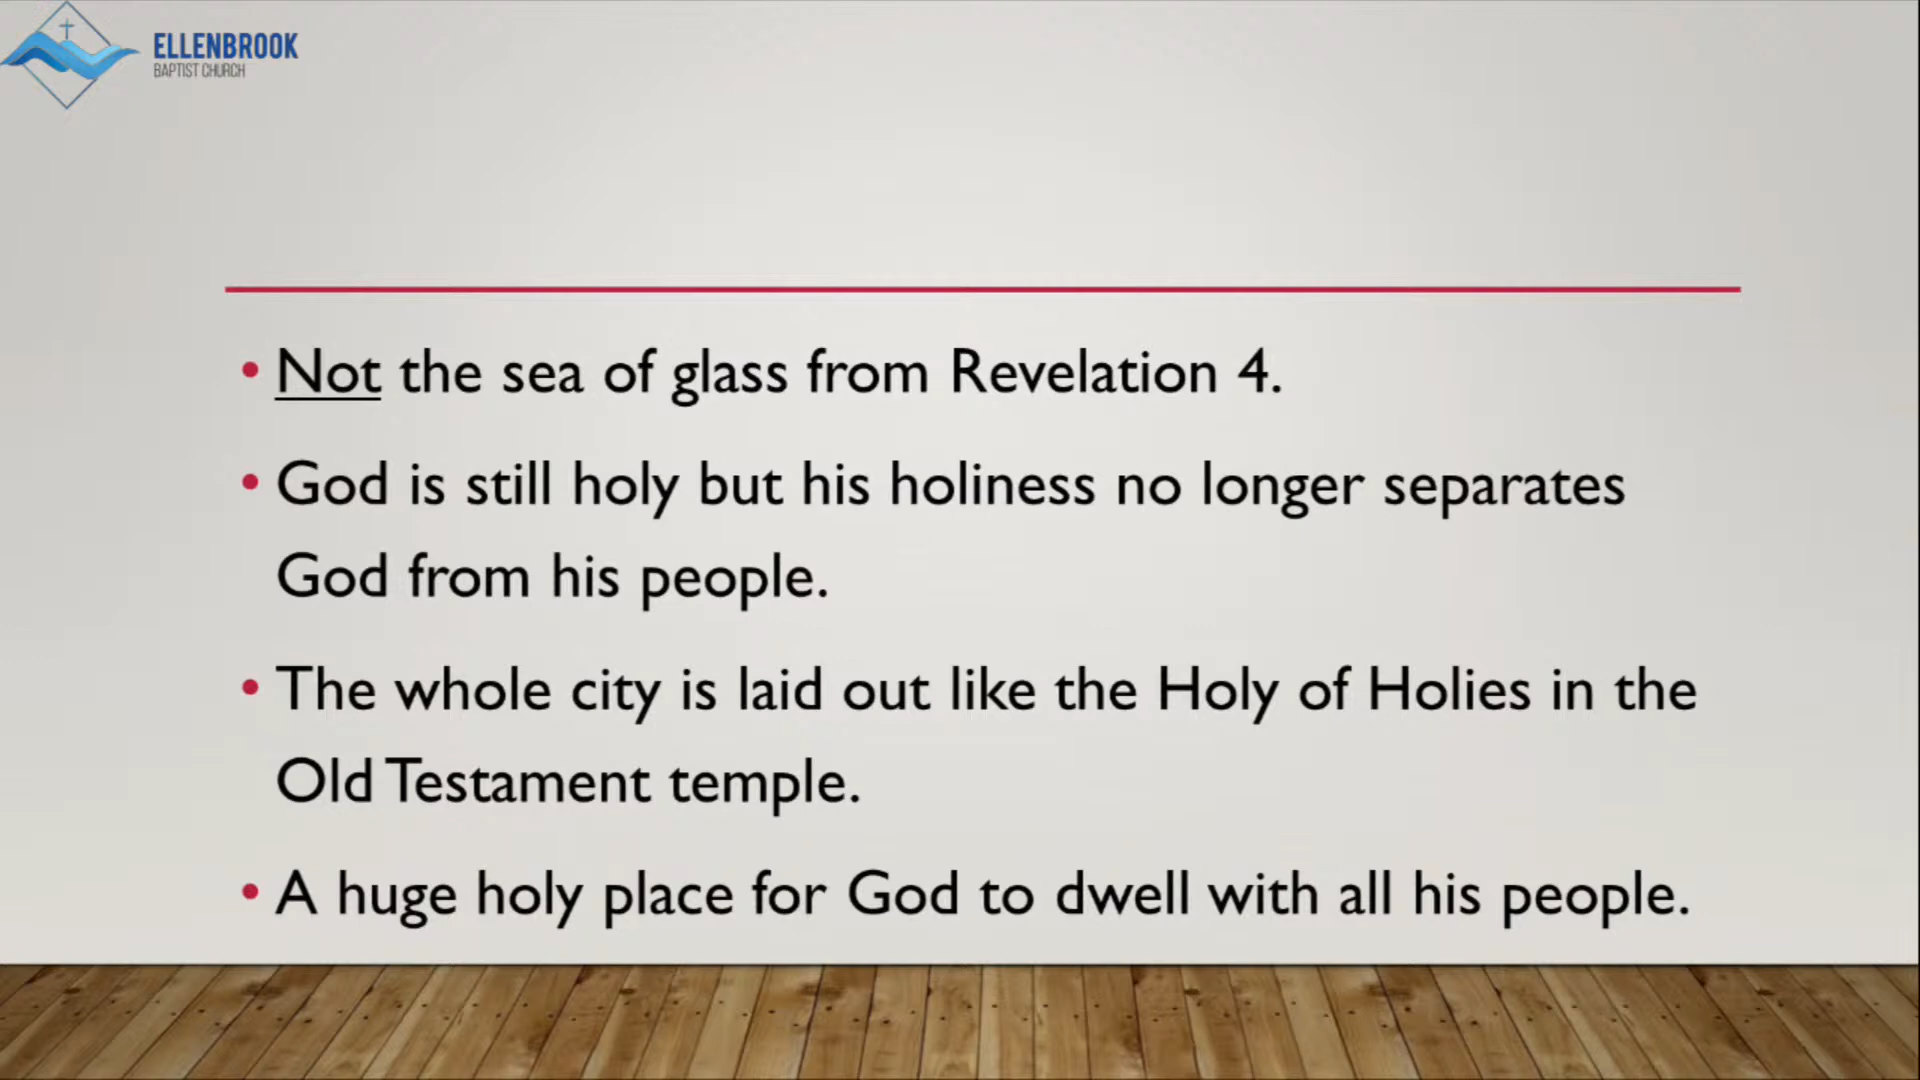 ELLENBROOK
BAPTIST CHURCH
• Not the sea of glass from Revelation 4.
• God is still holy but his holiness no longer separates
God from his people.
• The whole city is laid out like the Holy of Holies in the
Old Testament temple.
• A huge holy place for God to dwell with all his people.